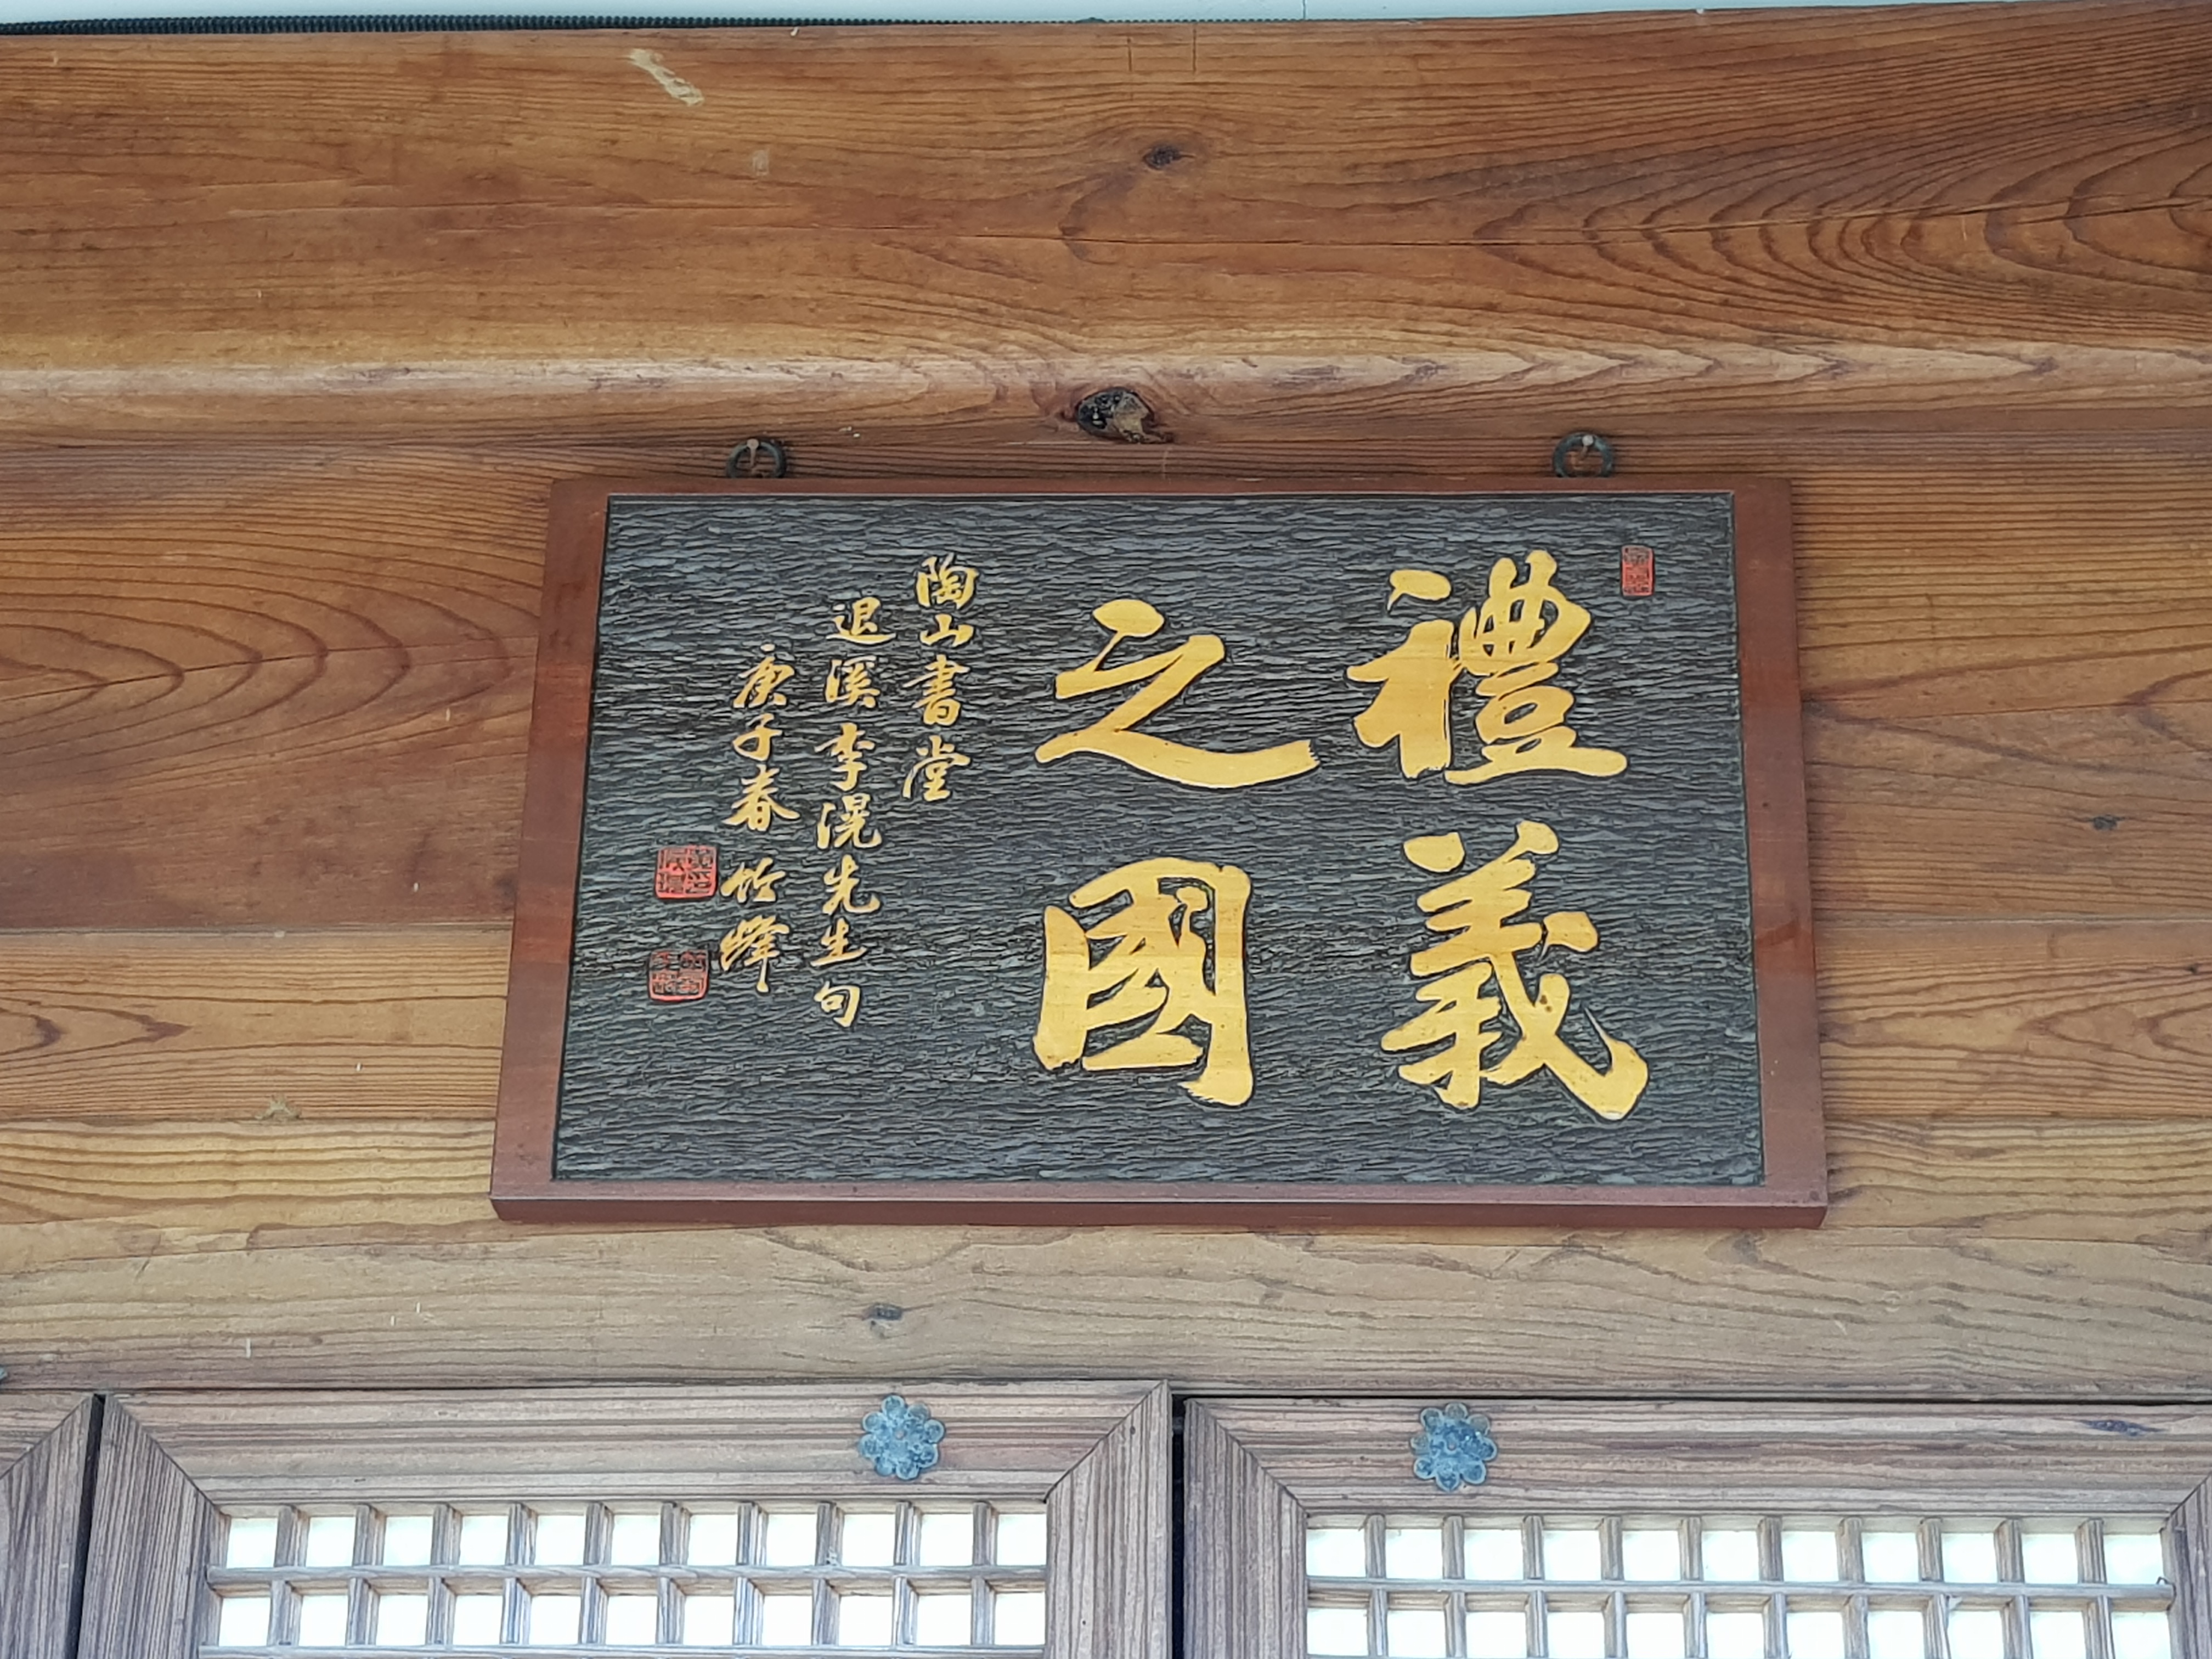 禮義
之國
陶山書堂
退溪李滉先生句
庚子春 竹峰